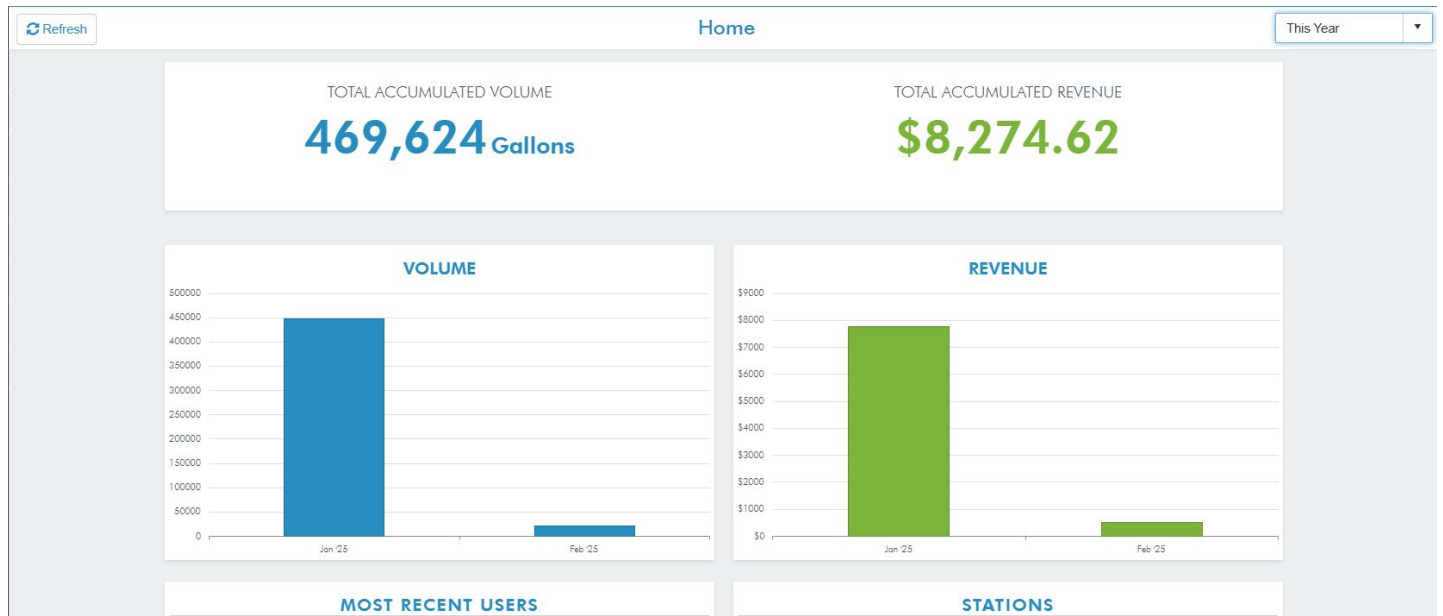 Refresh
Home
This Year
TOTAL ACCUMULATED VOLUME
469,624 Gallons
TOTAL ACCUMULATED REVENUE
$8,274.62
VOLUME
500000
450000
400000
350000
300000
250000
200000
150000
100000
50000
0
Jan '25
Feb '25
REVENUE
$9000
$8000
$7000
$6000
$5000
$4000
$3000
$2000
$1000
$0
Jan '25
Feb '25
MOST RECENT USERS
STATIONS